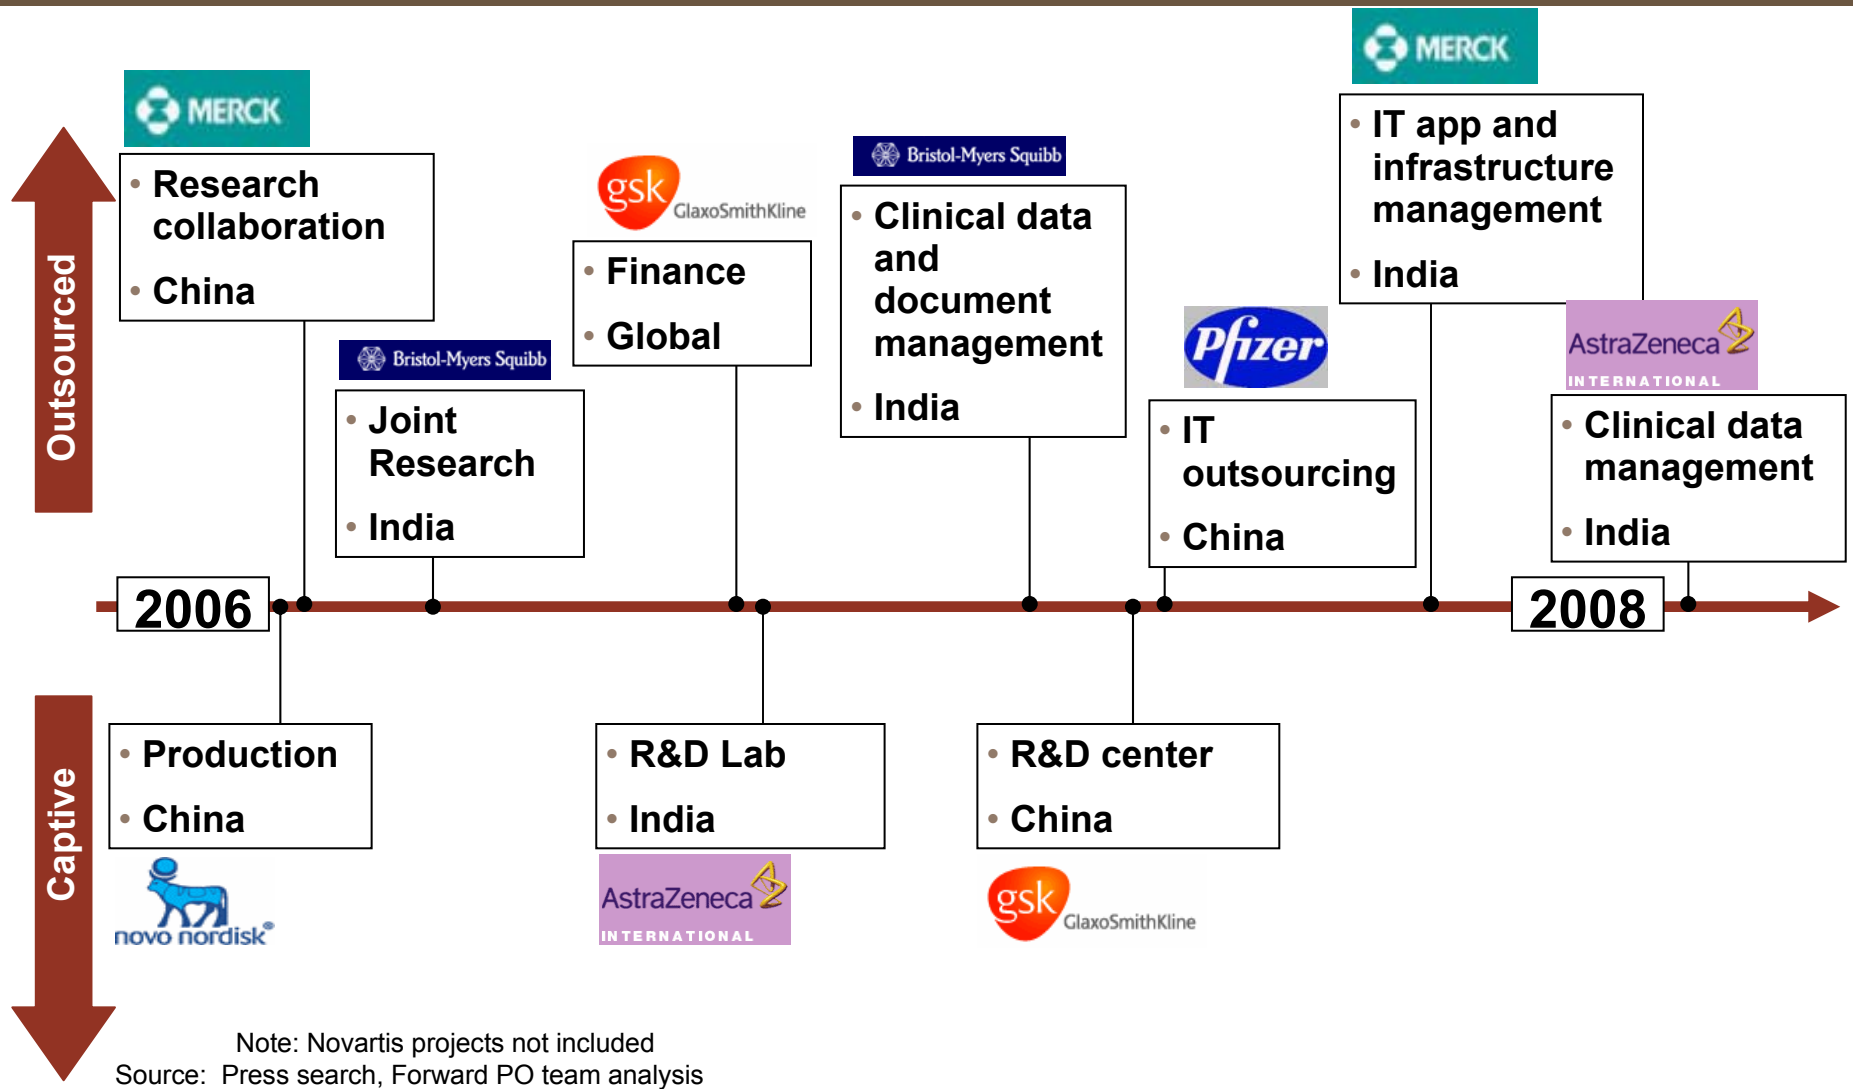 MERCK
• Research
collaboration
• China
Bristol-Myers Squibb
• Joint
Research
• India
gsk
GlaxoSmithKline
• Finance
• Global
Bristol-Myers Squibb
• Clinical data
and
document
management
• India
Pfizer
• IT
outsourcing
• China
MERCK
• IT app and
infrastructure
management
• India
AstraZeneca
INTERNATIONAL
• Clinical data
management
• India
Outsourced
2006
2008
Captive
• Production
• China
novo nordisk®
• R&D Lab
• India
AstraZeneca
INTERNATIONAL
• R&D center
• China
gsk
GlaxoSmithKline
Note: Novartis projects not included
Source: Press search, Forward PO team analysis